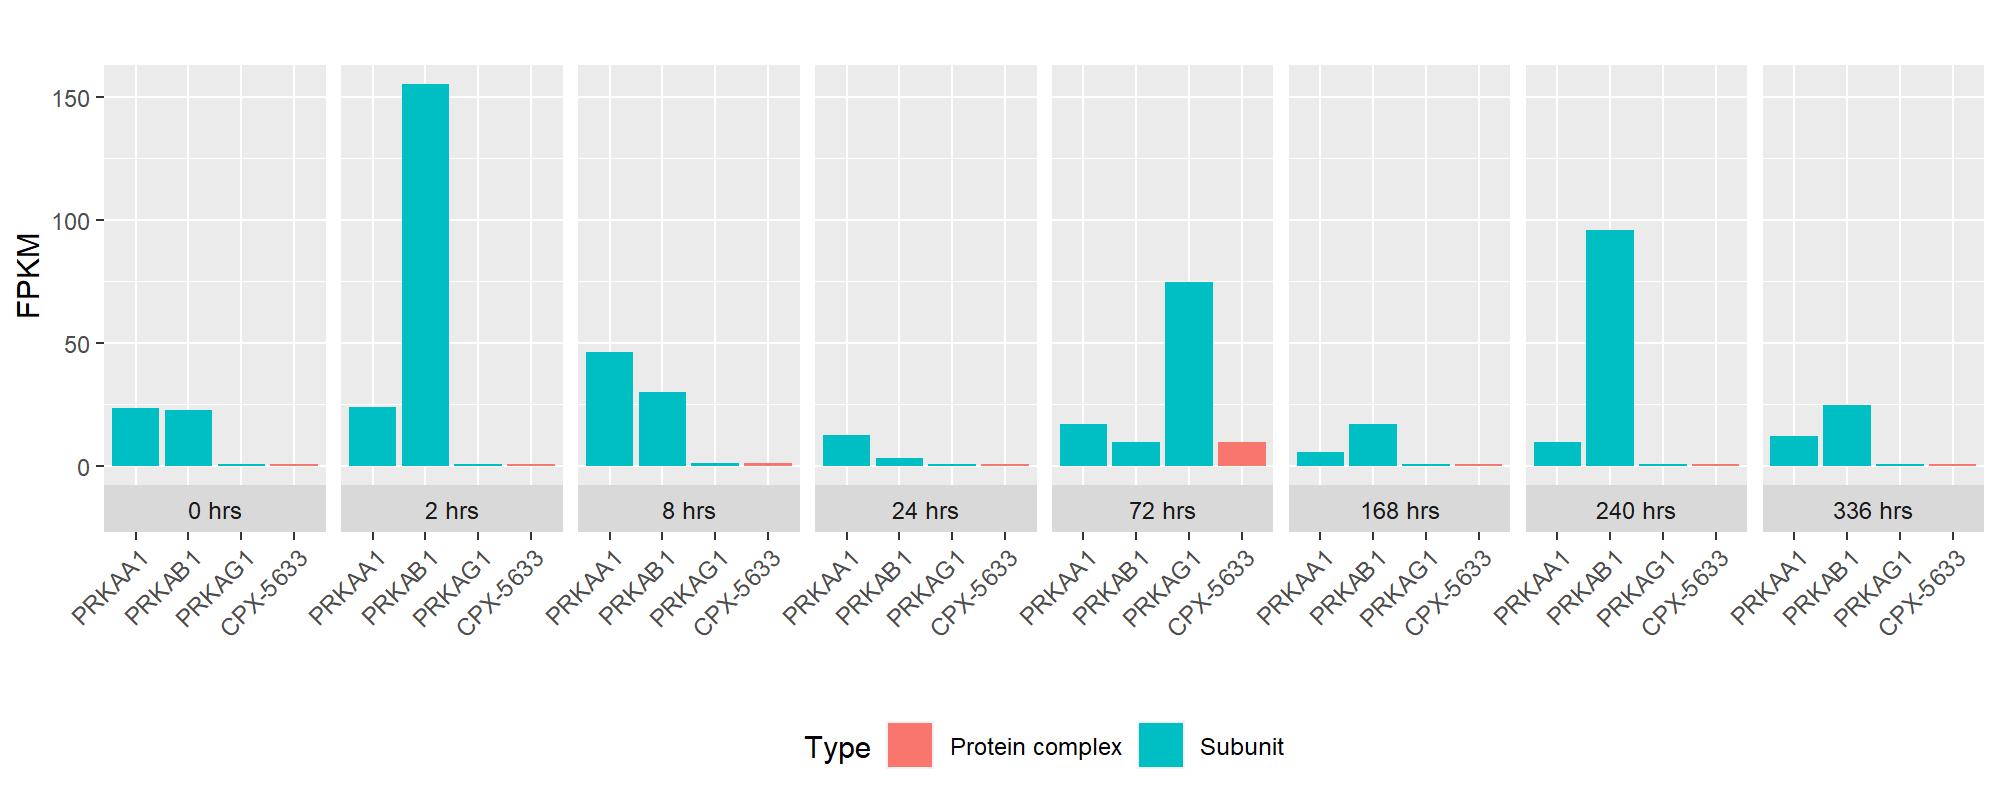 FPKM
150
100
50
0
0 hrs 2 hrs 8 hrs 24 hrs 72 hrs 168 hrs 240 hrs 336 hrs
PRKAA1 PRKAB1 PRKAG1 CPX-5633 PRKAA1 PRKAB1 PRKAG1 CPX-5633 PRKAA1 PRKAB1 PRKAG1 CPX-5633 PRKAA1 PRKAB1 PRKAG1 CPX-5633 PRKAA1 PRKAB1 PRKAG1 CPX-5633 PRKAA1 PRKAB1 PRKAG1 CPX-5633 PRKAA1 PRKAB1 PRKAG1 CPX-5633 PRKAA1 PRKAB1 PRKAG1 CPX-5633
Type Protein complex Subunit